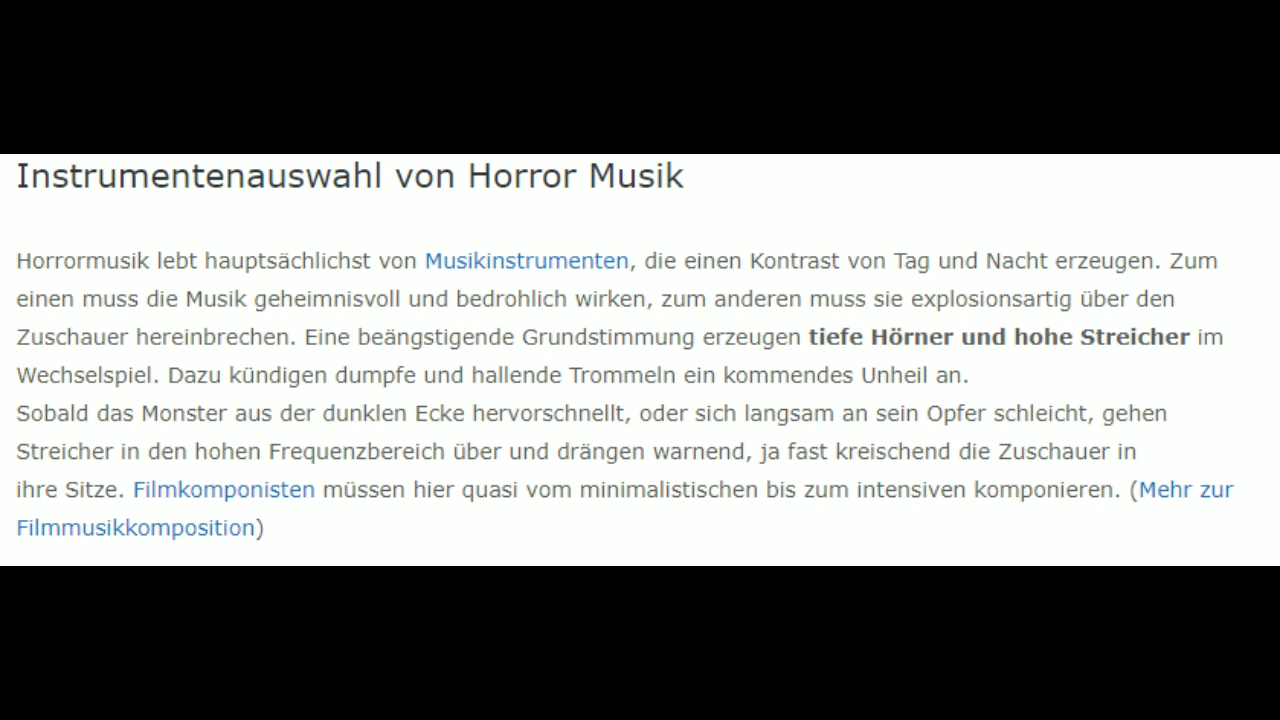 Instrumentenauswahl von Horror Musik
Horrormusik lebt hauptsächlichst von Musikinstrumenten, die einen Kontrast von Tag und Nacht erzeugen. Zum
einen muss die Musik geheimnisvoll und bedrohlich wirken, zum anderen muss sie explosionsartig über den
Zuschauer hereinbrechen. Eine beängstigende Grundstimmung erzeugen tiefe Hörner und hohe Streicher im
Wechselspiel. Dazu kündigen dumpfe und hallende Trommeln ein kommendes Unheil an.
Sobald das Monster aus der dunklen Ecke hervorschnellt, oder sich langsam an sein Opfer schleicht, gehen
Streicher in den hohen Frequenzbereich über und drängen warnend, ja fast kreischend die Zuschauer in
ihre Sitze. Filmkomponisten müssen hier quasi vom minimalistischen bis zum intensiven komponieren. (Mehr zur
Filmmusikkomposition)